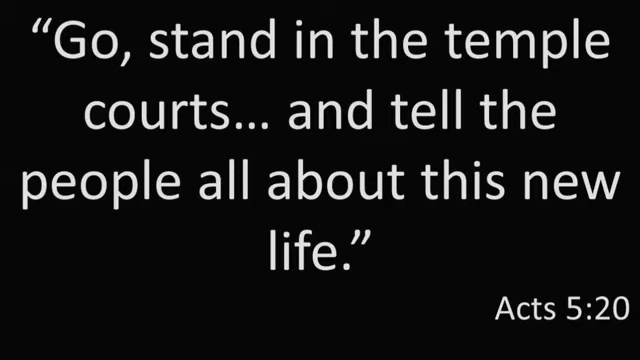 “Go, stand in the temple
courts… and tell the
people all about this new
life.”
Acts 5:20